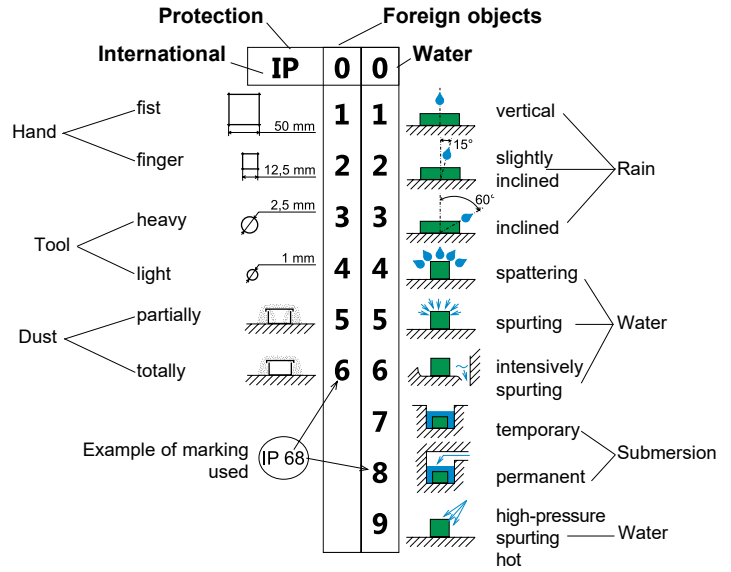 Protection
Foreign objects
International
IP 0 0
Water
Hand
fist
50 mm
1 1
vertical
finger
12,5 mm
2 2
15°
slightly
inclined
Rain
Tool
heavy
2,5 mm
3 3
60°
inclined
light
1 mm
4 4
spattering
Dust
partially
5 5
spurting
Water
totally
6 6
intensively
spurting
7
temporary
Example of marking
used
IP 68
8
permanent
Submersion
9
high-pressure
spurting
hot
Water